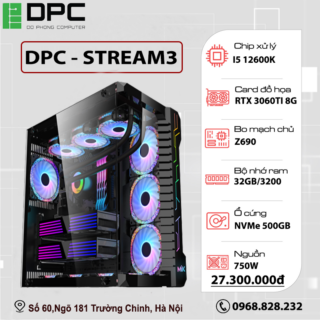 DPC
DO PHONG COMPUTER
DPC - STREAM3
Chip xử lý
I5 12600K
Card đồ họa
RTX 3060TI 8G
Bo mạch chủ
Z690
Bộ nhớ ram
32GB/3200
Ổ cứng
NVMe 500GB
Nguồn
750W
27.300.000đ
Số 60,Ngõ 181 Trường Chinh, Hà Nội
0968.828.232